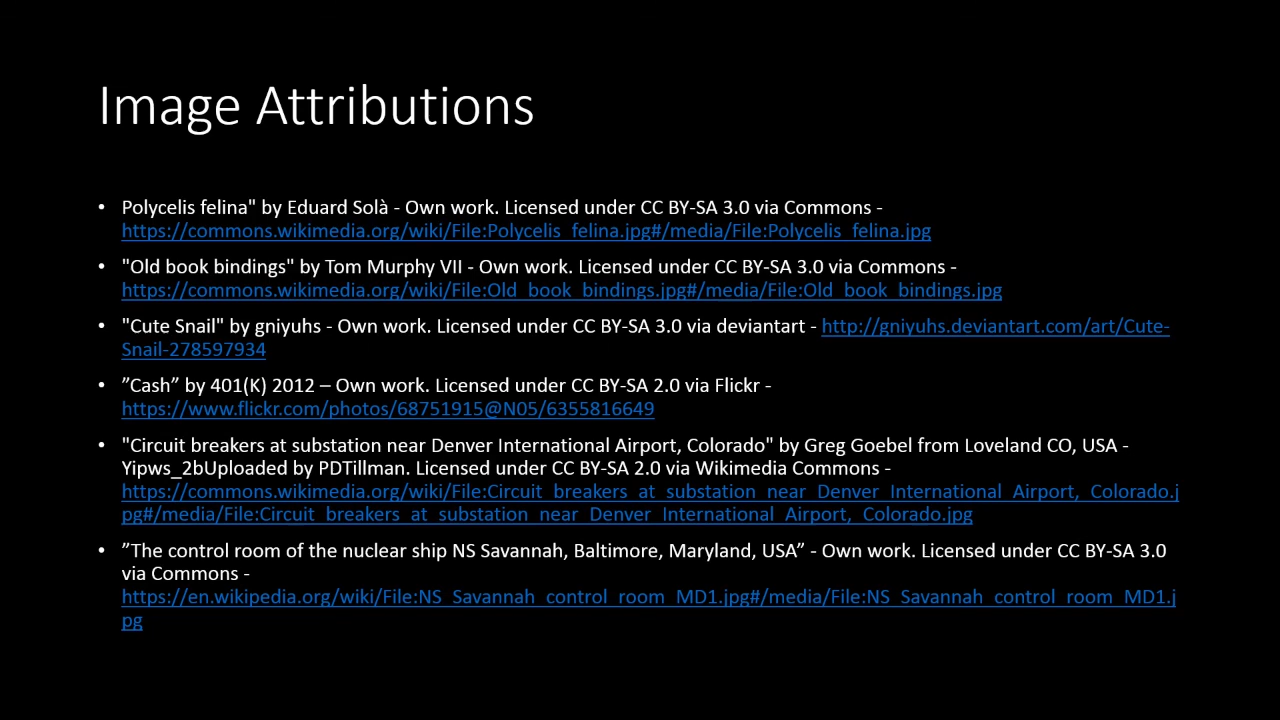 Image Attributions
• Polycelis felina" by Eduard Solà - Own work. Licensed under CC BY-SA 3.0 via Commons -
https://commons.wikimedia.org/wiki/File:Polycelis_felina.jpg#/media/File:Polycelis_felina.jpg
• "Old book bindings" by Tom Murphy VII - Own work. Licensed under CC BY-SA 3.0 via Commons -
https://commons.wikimedia.org/wiki/File:Old_book_bindings.jpg#/media/File:Old_book_bindings.jpg
• "Cute Snail" by gniyuhs - Own work. Licensed under CC BY-SA 3.0 via deviantart - http://gniyuhs.deviantart.com/art/Cute-
Snail-278597934
• ”Cash” by 401(K) 2012 – Own work. Licensed under CC BY-SA 2.0 via Flickr -
https://www.flickr.com/photos/68751915@N05/6355816649
• "Circuit breakers at substation near Denver International Airport, Colorado" by Greg Goebel from Loveland CO, USA -
Yipws_2bUploaded by PDTillman. Licensed under CC BY-SA 2.0 via Wikimedia Commons -
https://commons.wikimedia.org/wiki/File:Circuit_breakers_at_substation_near_Denver_International_Airport,_Colorado.j
pg#/media/File:Circuit_breakers_at_substation_near_Denver_International_Airport,_Colorado.jpg
• ”The control room of the nuclear ship NS Savannah, Baltimore, Maryland, USA” - Own work. Licensed under CC BY-SA 3.0
via Commons -
https://en.wikipedia.org/wiki/File:NS_Savannah_control_room_MD1.jpg#/media/File:NS_Savannah_control_room_MD1.j
pg